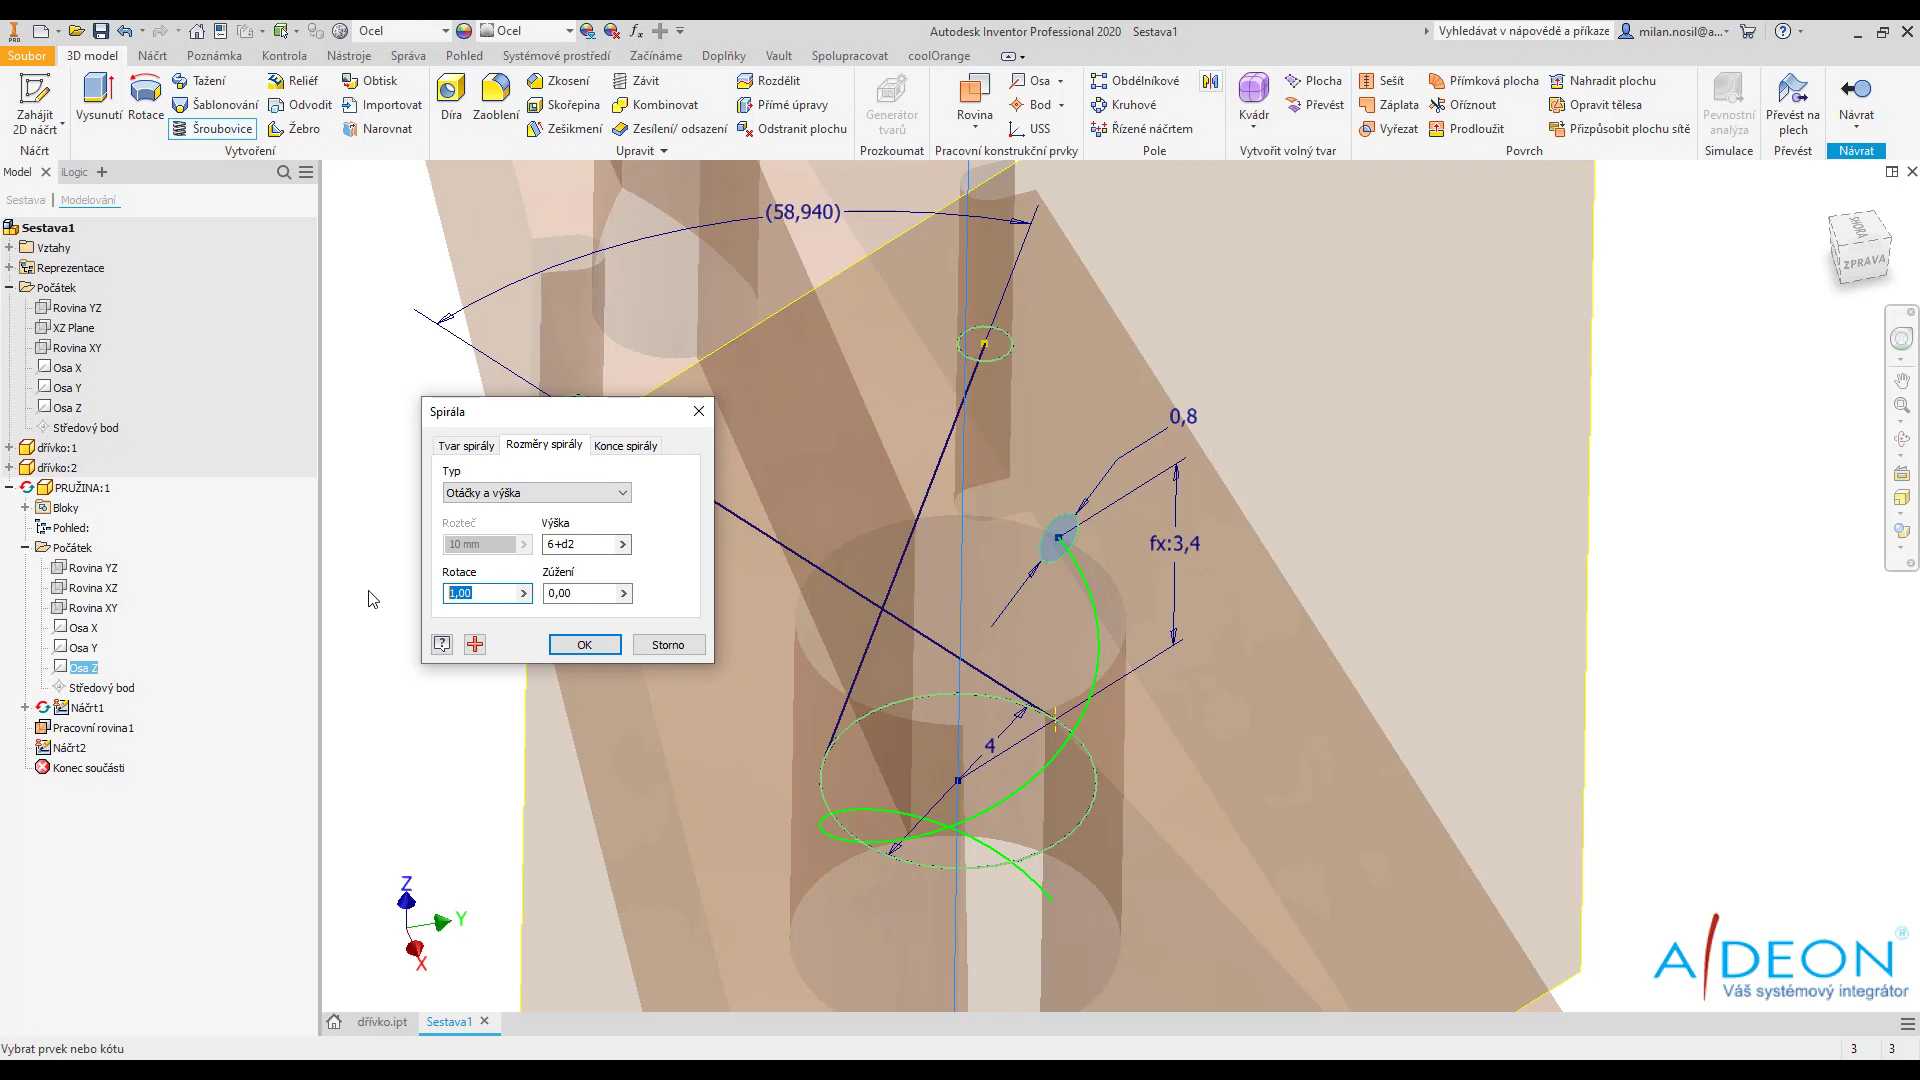 PRO
Ocel
Ocel
fx
Autodesk Inventor Professional 2020 Sestava1
Vyhledávat v nápovědě a příkaze
milan.nosil@a...
Soubor
3D model
Náčrt
Poznámka
Kontrola
Nástroje
Správa
Pohled
Systémové prostředí
Začínáme
Doplňky
Vault
Spolupracovat
coolOrange
Zahájit
2D náčrt
Náčrt
Vysunutí
Rotace
Tažení
Šablonování
Šroubovice
Reliéf
Odvodit
Žebro
Obtisk
Importovat
Narovnat
Vytvoření
Díra
Zaoblení
Zkosení
Skořepina
Zešikmení
Závit
Kombinovat
Zesílení/ odsazení
Rozdělit
Přímé úpravy
Odstranit plochu
Upravit
Generátor
tvarů
Prozkoumat
Rovina
Osa
Bod
USS
Pracovní konstrukční prvky
Obdélníkové
Kruhové
Řízené náčrtem
Pole
Kvádr
Plocha
Převést
Vytvořit volný tvar
Sešít
Záplata
Vyřezat
Přímková plocha
Oříznout
Prodloužit
Nahradit plochu
Opravit tělesa
Přizpůsobit plochu sítě
Povrch
Pevnostní
analýza
Simulace
Převést na
plech
Převést
Návrat
Návrat
Model
iLogic
Sestava
Modelování
Sestava1
Vztahy
Reprezentace
Počátek
Rovina YZ
XZ Plane
Rovina XY
Osa X
Osa Y
Osa Z
Středový bod
dřívko:1
dřívko:2
PRUŽINA:1
Bloky
Pohled:
Počátek
Rovina YZ
Rovina XZ
Rovina XY
Osa X
Osa Y
Osa Z
Středový bod
Náčrt1
Pracovní rovina1
Náčrt2
Konec součásti
(58,940)
0,8
fx:3,4
4
SHORA
ZPRAVA
Spirála
Tvar spirály
Rozměry spirály
Konce spirály
Typ
Otáčky a výška
Rozteč
Výška
10 mm
6+d2
Rotace
Zúžení
1,00
0,00
OK
Storno
Z
Y
X
A/DEON®
Váš systémový integrátor
dřívko.ipt
Sestava1
Vybrat prvek nebo kótu
3
3